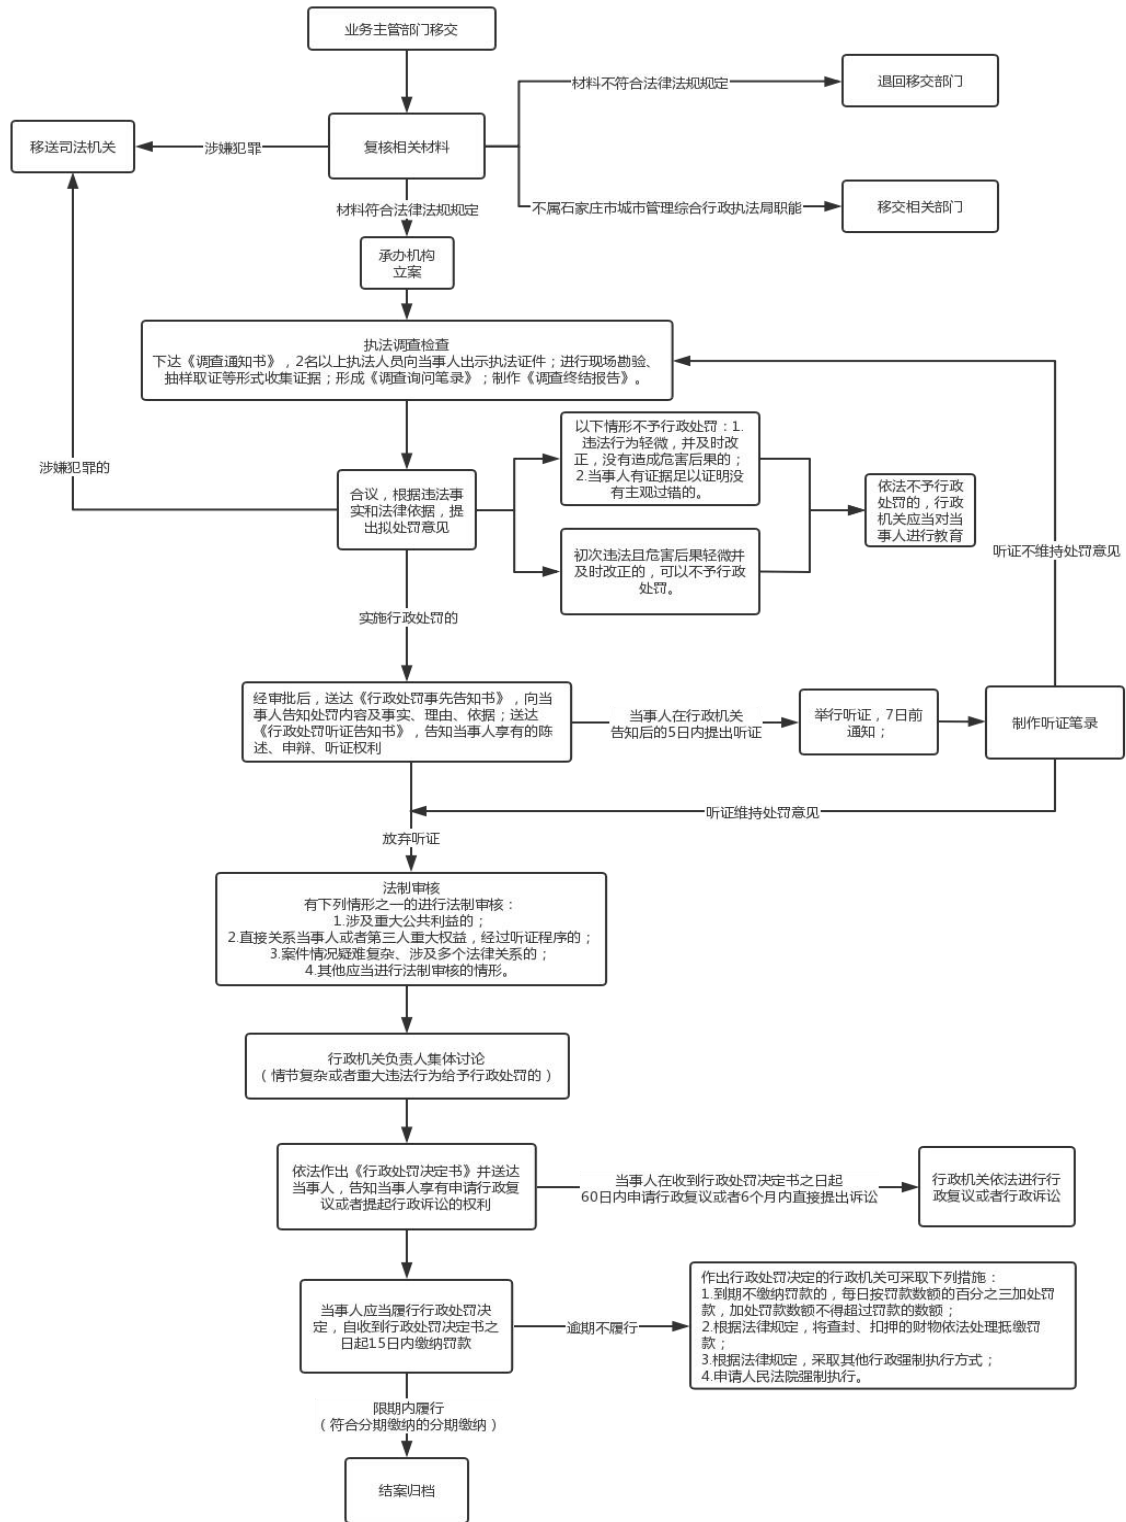 业务主管部门移交
材料不符合法律法规规定
退回移交部门
移送司法机关
涉嫌犯罪
复核相关材料
不属石家庄市城市管理综合行政执法局职能
移交相关部门
材料符合法律法规规定
承办机构
立案
执法调查检查
下达《调查通知书》，2名以上执法人员向当事人出示执法证件；进行现场勘验、
抽样取证等形式收集证据；形成《调查询问笔录》；制作《调查终结报告》。
涉嫌犯罪的
合议，根据违法事
实和法律依据，提
出拟处罚意见
以下情形不予行政处罚：1.
违法行为轻微，并及时改
正，没有造成危害后果的；
2.当事人有证据足以证明没
有主观过错的。
初次违法且危害后果轻微并
及时改正的，可以不予行政
处罚。
依法不予行政
处罚的，行政
机关应当对当
事人进行教育
听证不维持处罚意见
实施行政处罚的
经审批后，送达《行政处罚事先告知书》，向当
事人告知处罚内容及事实、理由、依据；送达
《行政处罚听证告知书》，告知当事人享有的陈
述、申辩、听证权利
当事人在行政机关
告知后的5日内提出听证
举行听证，7日前
通知；
制作听证笔录
听证维持处罚意见
放弃听证
法制审核
有下列情形之一的进行法制审核：
1.涉及重大公共利益的；
2.直接关系当事人或者第三人重大权益，经过听证程序的；
3.案件情况疑难复杂、涉及多个法律关系的；
4.其他应当进行法制审核的情形。
行政机关负责人集体讨论
（情节复杂或者重大违法行为给予行政处罚的）
依法作出《行政处罚决定书》并送达
当事人，告知当事人享有申请行政复
议或者提起行政诉讼的权利
当事人在收到行政处罚决定书之日起
60日内申请行政复议或者6个月内直接提出诉讼
行政机关依法进行行
政复议或者行政诉讼
当事人应当履行行政处罚决
定，自收到行政处罚决定书之
日起15日内缴纳罚款
逾期不履行
作出行政处罚决定的行政机关可采取下列措施：
1.到期不缴纳罚款的，每日按罚款数额的百分之三加处罚
款，加处罚款数额不得超过罚款的数额；
2.根据法律规定，将查封、扣押的财物依法处理抵缴罚
款；
3.根据法律规定，采取其他行政强制执行方式；
4.申请人民法院强制执行。
限期内履行
（符合分期缴纳的分期缴纳）
结案归档